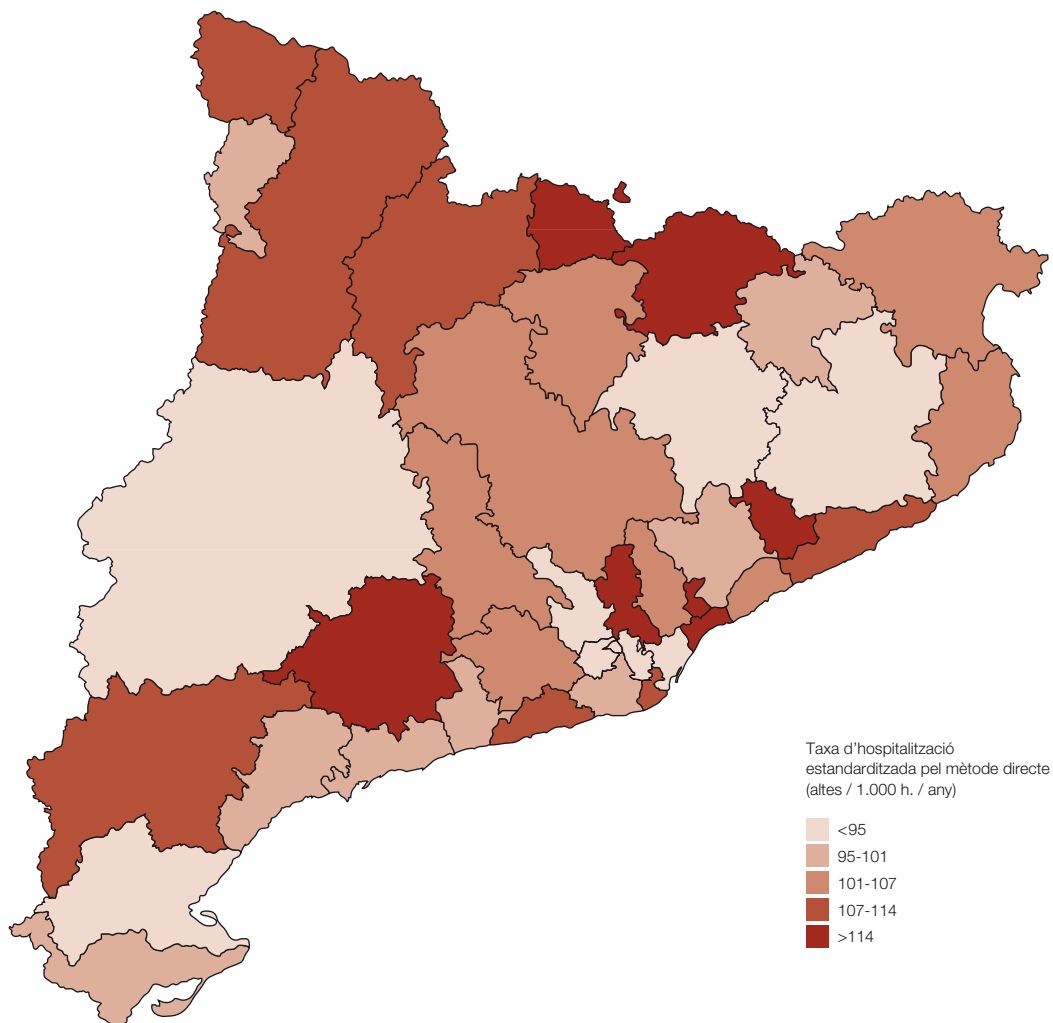 Taxa d'hospitalització
estandarditzada pel mètode directe
(altes / 1.000 h. / any)
<95
95-101
101-107
107-114
>114